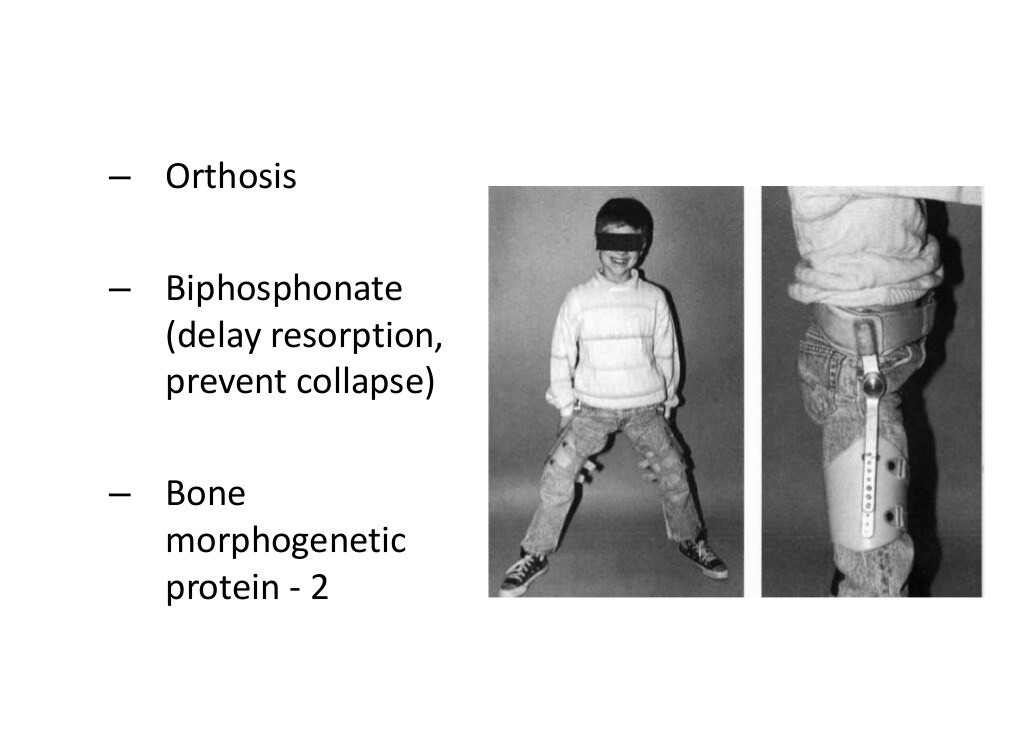 – Orthosis
– Biphosphonate
(delay resorption,
prevent collapse)
– Bone
morphogenetic
protein - 2